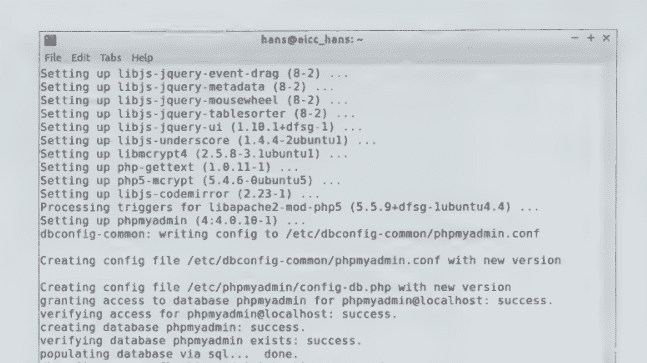 hans@eicc_hans: ~
File Edit Tabs Help
Setting up libjs-jquery-event-drag (8-2) ...
Setting up libjs-jquery-metadata (8-2) ...
Setting up libjs-jquery-mousewheel (8-2) ...
Setting up libjs-jquery-tablesorter (8-2) ...
Setting up libjs-jquery-ui (1.10.1+dfsg-1) ...
Setting up libjs-underscore (1.4.4-2ubuntu1) ...
Setting up libmcrypt4 (2.5.8-3.1ubuntu1) ...
Setting up php-gettext (1.0.11-1) ...
Setting up php5-mcrypt (5.4.6-0ubuntu5) ...
Setting up libjs-codemirror (2.23-1) ...
Processing triggers for libapache2-mod-php5 (5.5.9+dfsg-1ubuntu4.4) ...
Setting up phpmyadmin (4:4.0.10-1) ...
dbconfig-common: writing config to /etc/dbconfig-common/phpmyadmin.conf
Creating config file /etc/dbconfig-common/phpmyadmin.conf with new version
Creating config file /etc/phpmyadmin/config-db.php with new version
granting access to database phpmyadmin for phpmyadmin@localhost: success.
verifying access for phpmyadmin@localhost: success.
creating database phpmyadmin: success.
verifying database phpmyadmin exists: success.
populating database via sql... done.